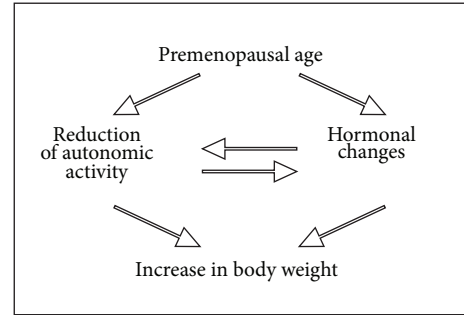 Premenopausal age
Reduction
of autonomic
activity
Hormonal
changes
Increase in body weight